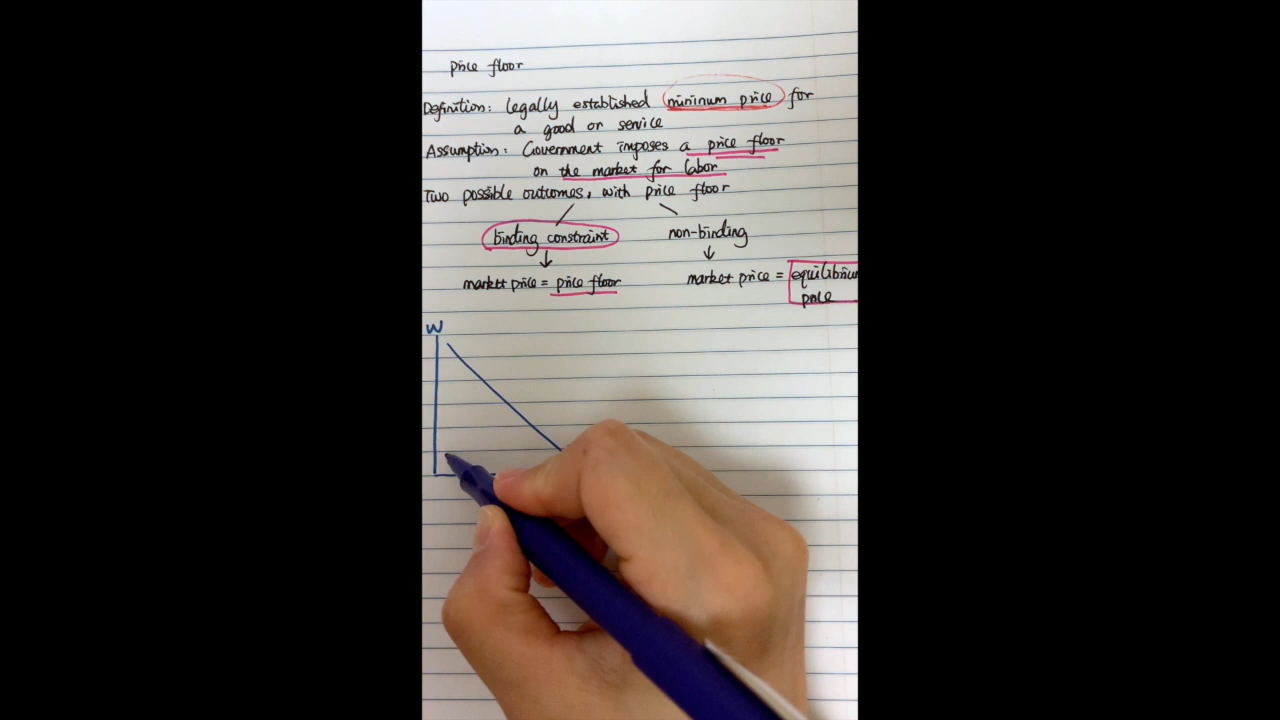 price floor
Definition: legally established minimum price for
a good or service
Assumption: Government imposes a price floor
on the market for labor
Two possible outcomes, with price floor
binding constraint non-binding
↓ ↓
market price = price floor market price = equilibrium
price
W